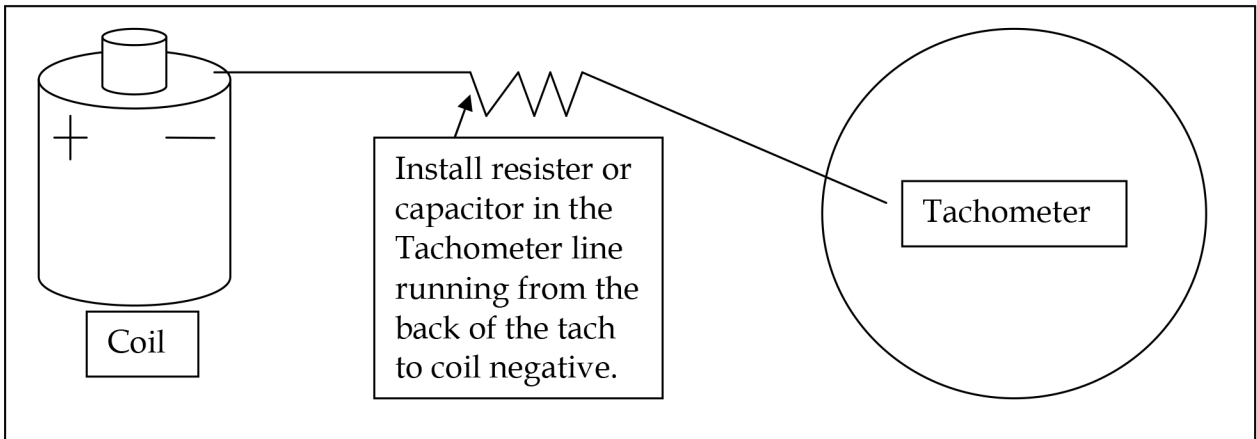 + —
Coil
Install resister or
capacitor in the
Tachometer line
running from the
back of the tach
to coil negative.
Tachometer